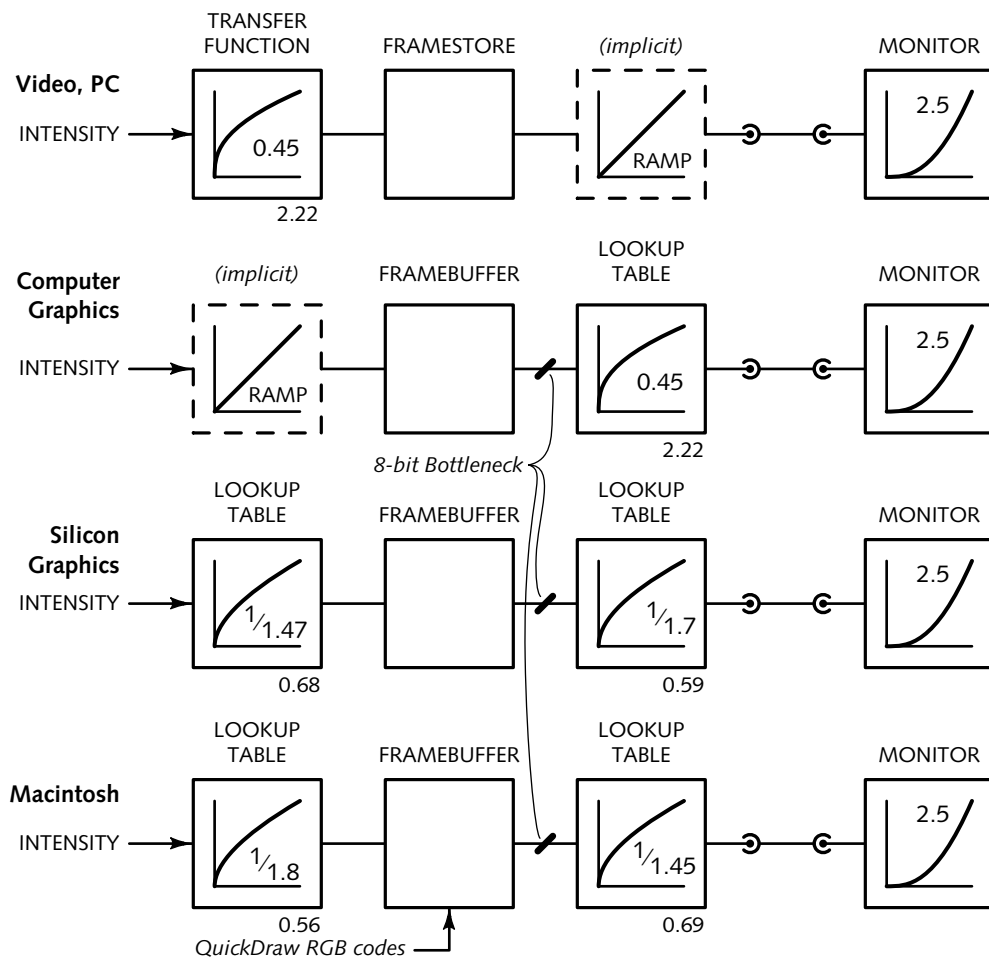 TRANSFER
FUNCTION
FRAMESTORE
(implicit)
MONITOR
Video, PC
INTENSITY
0.45
RAMP
2.5
2.22
Computer
Graphics
(implicit)
FRAMEBUFFER
LOOKUP
TABLE
MONITOR
INTENSITY
RAMP
0.45
2.5
2.22
8-bit Bottleneck
Silicon
Graphics
LOOKUP
TABLE
FRAMEBUFFER
LOOKUP
TABLE
MONITOR
INTENSITY
1/1.47
1/1.7
2.5
0.68
0.59
Macintosh
LOOKUP
TABLE
FRAMEBUFFER
LOOKUP
TABLE
MONITOR
INTENSITY
1/1.8
1/1.45
2.5
0.56
0.69
QuickDraw RGB codes